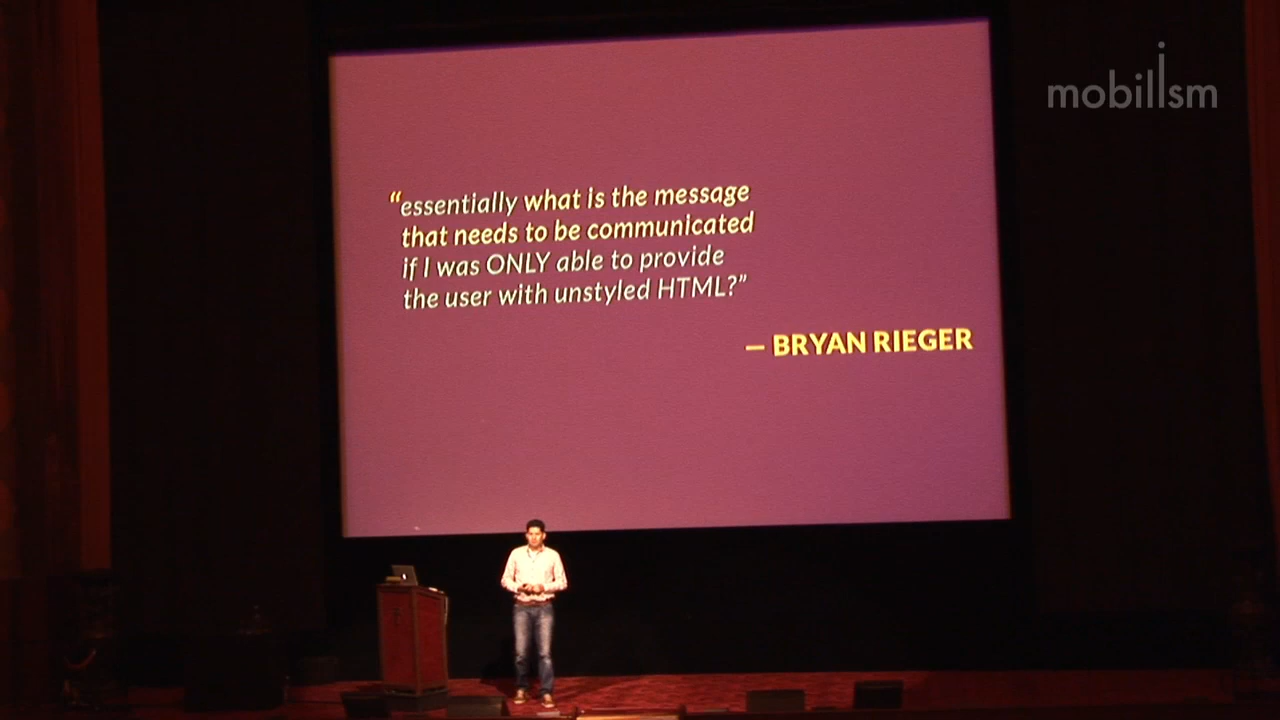 mobilism
“essentially what is the message
that needs to be communicated
if I was ONLY able to provide
the user with unstyled HTML?”
— BRYAN RIEGER